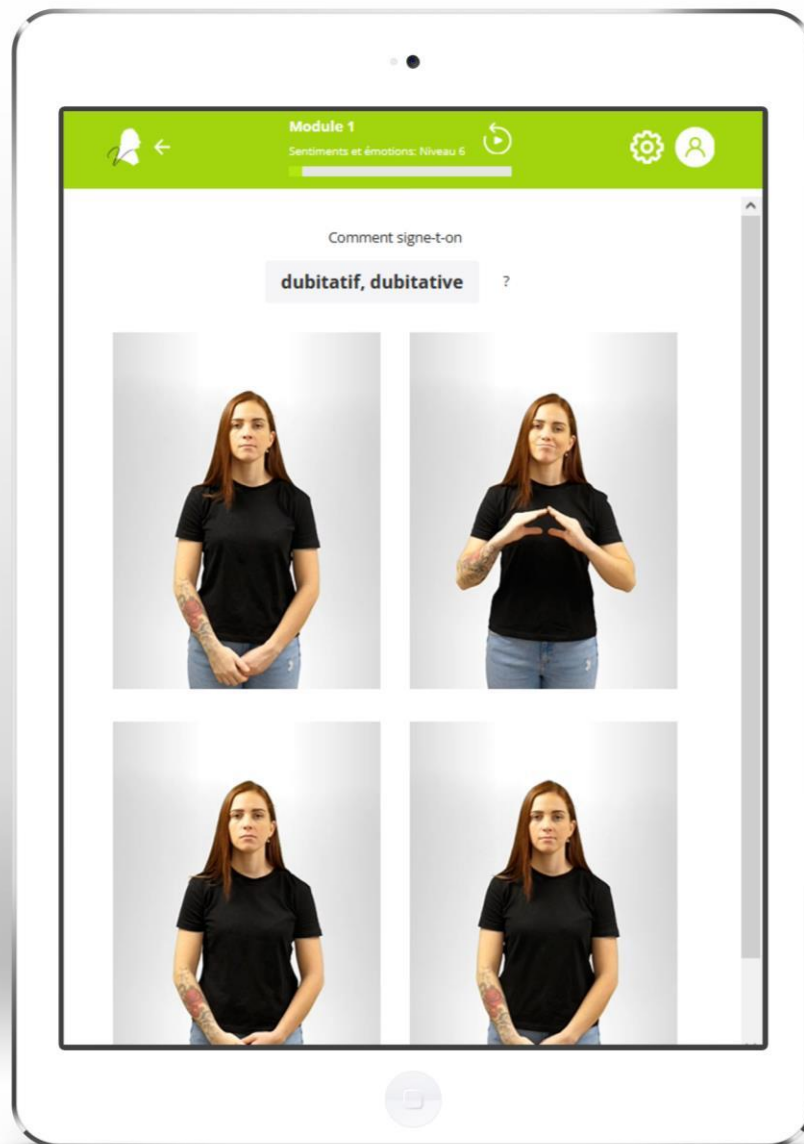 Module 1
Sentiments et émotions: Niveau 6
Comment signe-t-on
dubitatif, dubitative ?